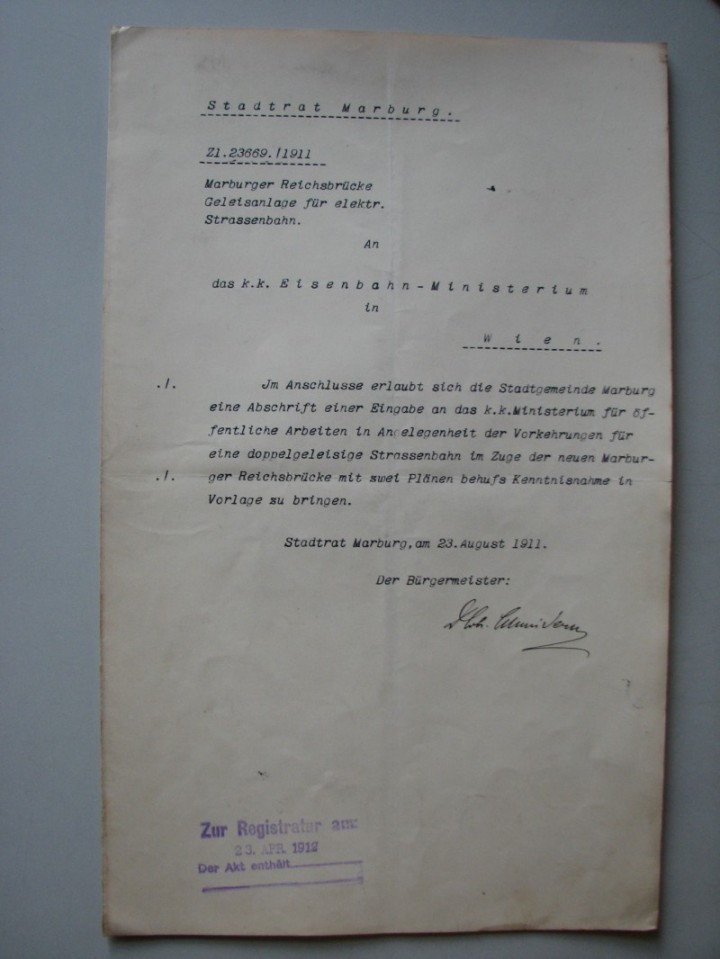 Stadtrat Marburg.
Zl.23669./1911
Marburger Reichsbrücke
Geleisanlage für elektr.
Strassenbahn.
An
das k.k. Eisenbahn-Ministerium
in
Wien.
./. Jm Anschlusse erlaubt sich die Stadtgemeinde Marburg
eine Abschrift einer Eingabe an das k.k.Ministerium für öf-
fentliche Arbeiten in Angelegenheit der Vorkehrungen für
eine doppelgeleisige Strassenbahn im Zuge der neuen Marbur-
./. ger Reichsbrücke mit zwei Plänen behufs Kenntnisnahme in
Vorlage zu bringen.
Stadtrat Marburg,am 23.August 1911.
Der Bürgermeister:
Zur Registratur
23. APR. 1912
Der Akt enthält